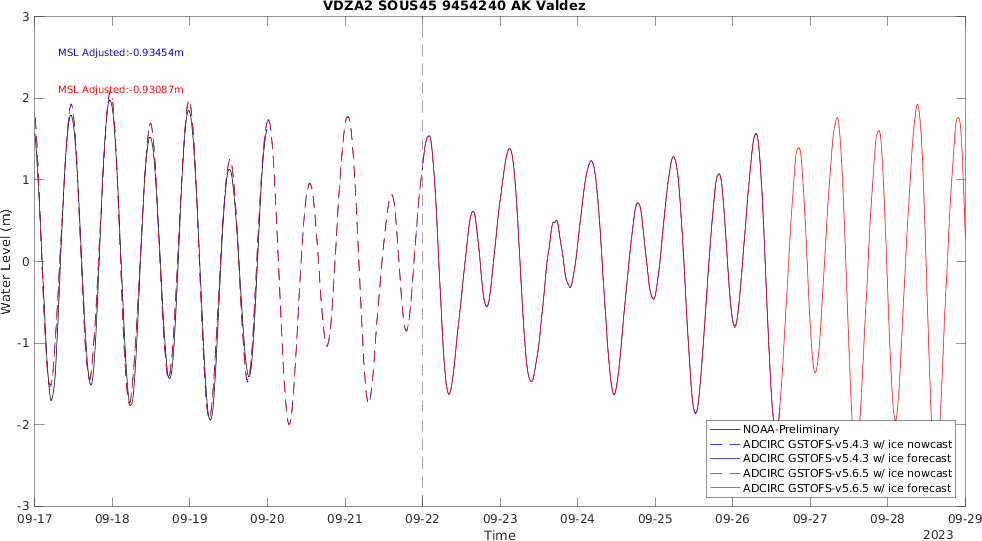 VDZA2 SOUS45 9454240 AK Valdez
MSL Adjusted:-0.93454m
MSL Adjusted:-0.93087m
Water Level (m)
3
2
1
0
-1
-2
-3
NOAA-Preliminary
ADCIRC GSTOFS-v5.4.3 w/ ice nowcast
ADCIRC GSTOFS-v5.4.3 w/ ice forecast
ADCIRC GSTOFS-v5.6.5 w/ ice nowcast
ADCIRC GSTOFS-v5.6.5 w/ ice forecast
09-17 09-18 09-19 09-20 09-21 09-22 09-23 09-24 09-25 09-26 09-27 09-28 09-29
Time
2023